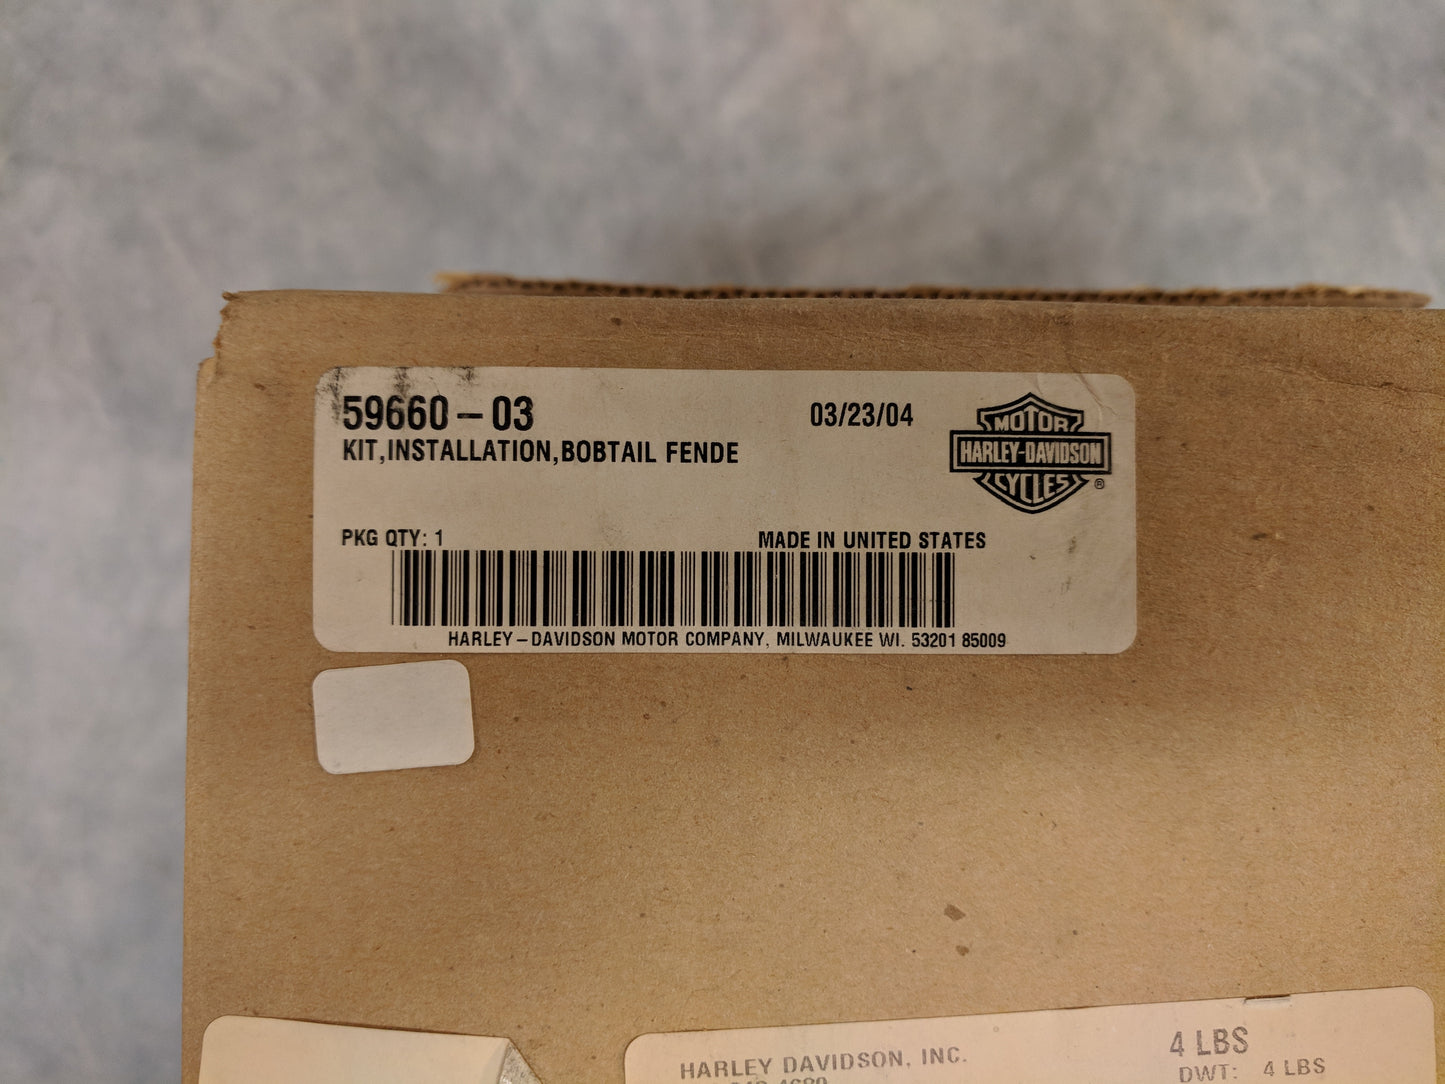 59660-03
03/23/04
KIT,INSTALLATION,BOBTAIL FENDE
MOTOR
HARLEY-DAVIDSON
CYCLES
®
PKG QTY: 1
MADE IN UNITED STATES
HARLEY-DAVIDSON MOTOR COMPANY, MILWAUKEE WI. 53201 85009
4 LBS
HARLEY DAVIDSON, INC.
DWT: 4 LBS